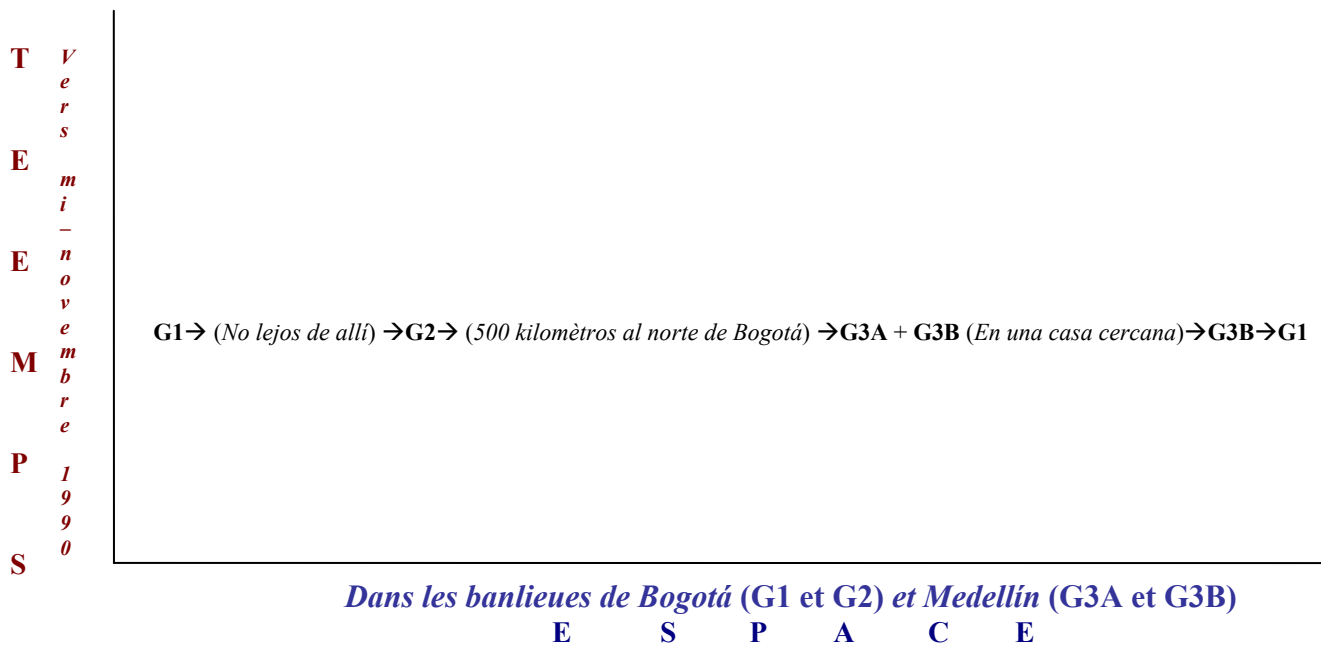 T E E M P S
Vers mi–novembre 1990
G1→ (No lejos de allí) →G2→ (500 kilomètros al norte de Bogotá) →G3A + G3B (En una casa cercana)→G3B→G1
Dans les banlieues de Bogotá (G1 et G2) et Medellín (G3A et G3B)
E S P A C E